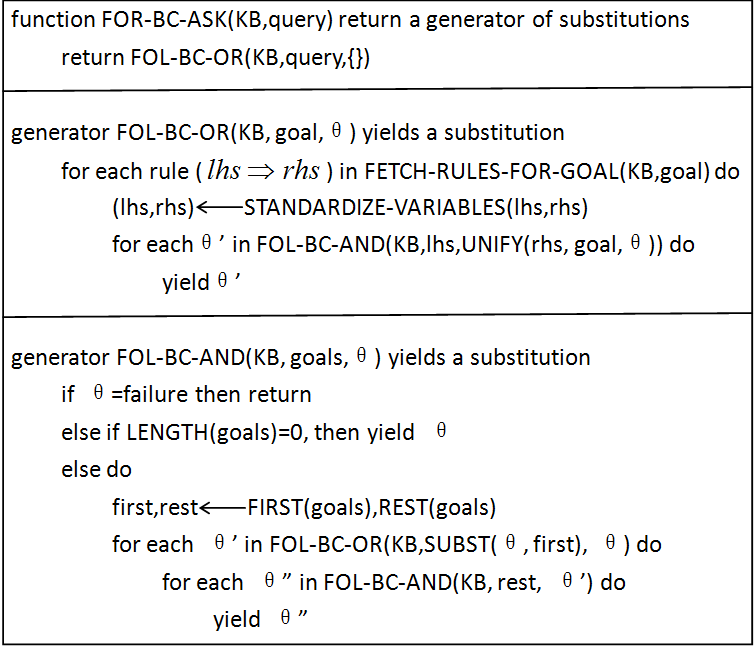 function FOR-BC-ASK(KB,query) return a generator of substitutions
return FOL-BC-OR(KB,query,{})
generator FOL-BC-OR(KB, goal, θ) yields a substitution
for each rule (lhs ⇒ rhs) in FETCH-RULES-FOR-GOAL(KB,goal) do
(lhs,rhs)⟵STANDARDIZE-VARIABLES(lhs,rhs)
for each θ’ in FOL-BC-AND(KB,lhs,UNIFY(rhs, goal, θ)) do
yield θ’
generator FOL-BC-AND(KB, goals, θ) yields a substitution
if θ=failure then return
else if LENGTH(goals)=0, then yield θ
else do
first,rest⟵FIRST(goals),REST(goals)
for each θ’ in FOL-BC-OR(KB,SUBST(θ, first), θ) do
for each θ” in FOL-BC-AND(KB, rest, θ’) do
yield θ”